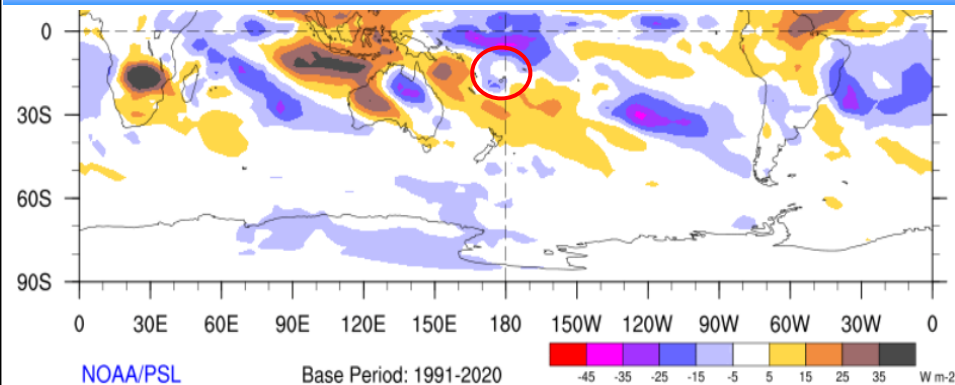 0
30S
60S
90S
0 30E 60E 90E 120E 150E 180 150W 120W 90W 60W 30W 0
NOAA/PSL Base Period: 1991-2020
-45 -35 -25 -15 -5 5 15 25 35 W m-2